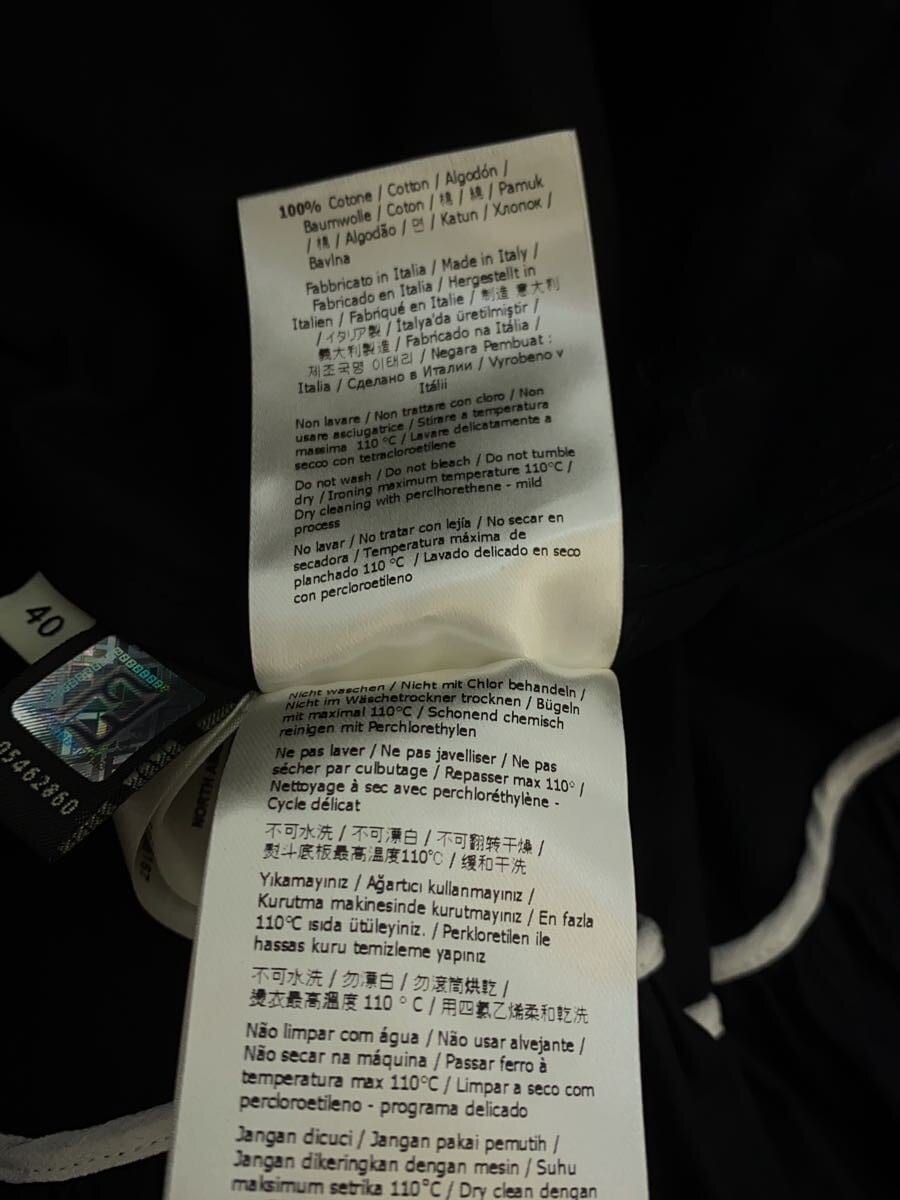 100% Cotone / Cotton / Algodón /
Baumwolle / Coton / 棉 / 綿 / Pamuk
/ 棉 / Algodão / 면 / Katun / Хлопок /
Bavlna
Fabbricato in Italia / Made in Italy /
Fabricado en Italia / Hergestellt in
Italien / Fabriqué en Italie / 制造 意大利
/ イタリア製 / İtalya'da üretilmiştir /
義大利製造 / Fabricado na Itália /
제조국명 이태리 / Negara Pembuat :
Italia / Сделано в Италии / Vyrobeno v
Itálii
Non lavare / Non trattare con cloro / Non
usare asciugatrice / Stirare a temperatura
massima 110 °C / Lavare delicatamente a
secco con tetracloroetilene
Do not wash / Do not bleach / Do not tumble
dry / Ironing maximum temperature 110°C /
Dry cleaning with perclhorethene - mild
process
No lavar / No tratar con lejía / No secar en
secadora / Temperatura máxima de
planchado 110 °C / Lavado delicado en seco
con percloroetileno
Nicht waschen / Nicht mit Chlor behandeln /
Nicht im Wäschetrockner trocknen / Bügeln
mit maximal 110°C / Schonend chemisch
reinigen mit Perchlorethylen
Ne pas laver / Ne pas javelliser / Ne pas
sécher par culbutage / Repasser max 110° /
Nettoyage à sec avec perchloréthylène -
Cycle délicat
不可水洗 / 不可漂白 / 不可翻转干燥 /
熨斗底板最高温度110℃ / 缓和干洗
Yıkamayınız / Ağartıcı kullanmayınız /
Kurutma makinesinde kurutmayınız / En fazla
110°C ısıda ütüleyiniz. / Perkloretilen ile
hassas kuru temizleme yapınız
不可水洗 / 勿漂白 / 勿滾筒烘乾 /
燙衣最高溫度 110 ° C / 用四氯乙烯柔和乾洗
Não limpar com água / Não usar alvejante /
Não secar na máquina / Passar ferro à
temperatura max 110°C / Limpar a seco com
percloroetileno - programa delicado
Jangan dicuci / Jangan pakai pemutih /
Jangan dikeringkan dengan mesin / Suhu
maksimum setrika 110°C / Dry clean dengan
40
05462860
NORTH